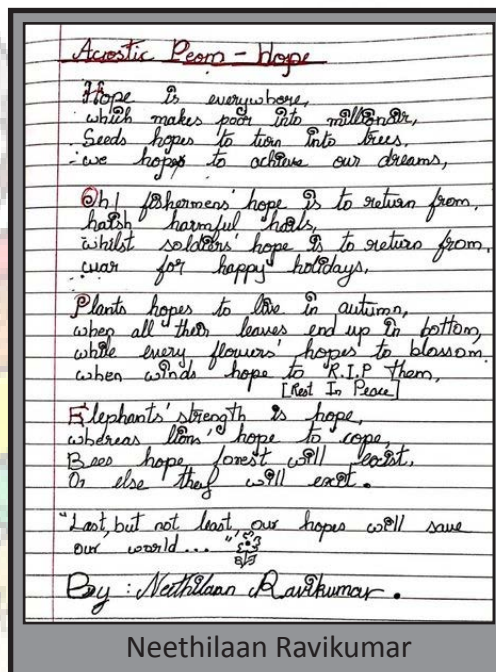 Acrostic Peom - Hope
Hope is everywhere,
which makes poor into millionair,
Seeds hopes to turn into trees,
we hope to achieve our dreams,
Oh! fishermens' hope is to return from,
harsh harmful hails,
whilst soldiers' hope is to return from,
war for happy holidays,
Plants hopes to live in autumn,
when all their leaves end up in bottom,
while every flowers' hopes to blossom
when winds hope to R.I.P them,
[Rest In Peace]
Elephants' strength is hope,
whereas lions' hope to cope,
Bees hope forest will exist,
Or else they will exit.
"Last, but not least, our hopes will save
our world..."
By : Neethilaan Ravikumar.
Neethilaan Ravikumar